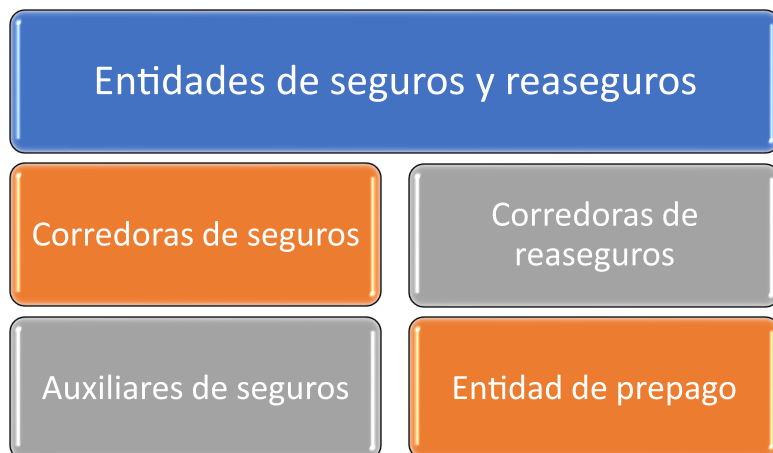 Entidades de seguros y reaseguros
Corredoras de seguros
Corredoras de
reaseguros
Auxiliares de seguros
Entidad de prepago